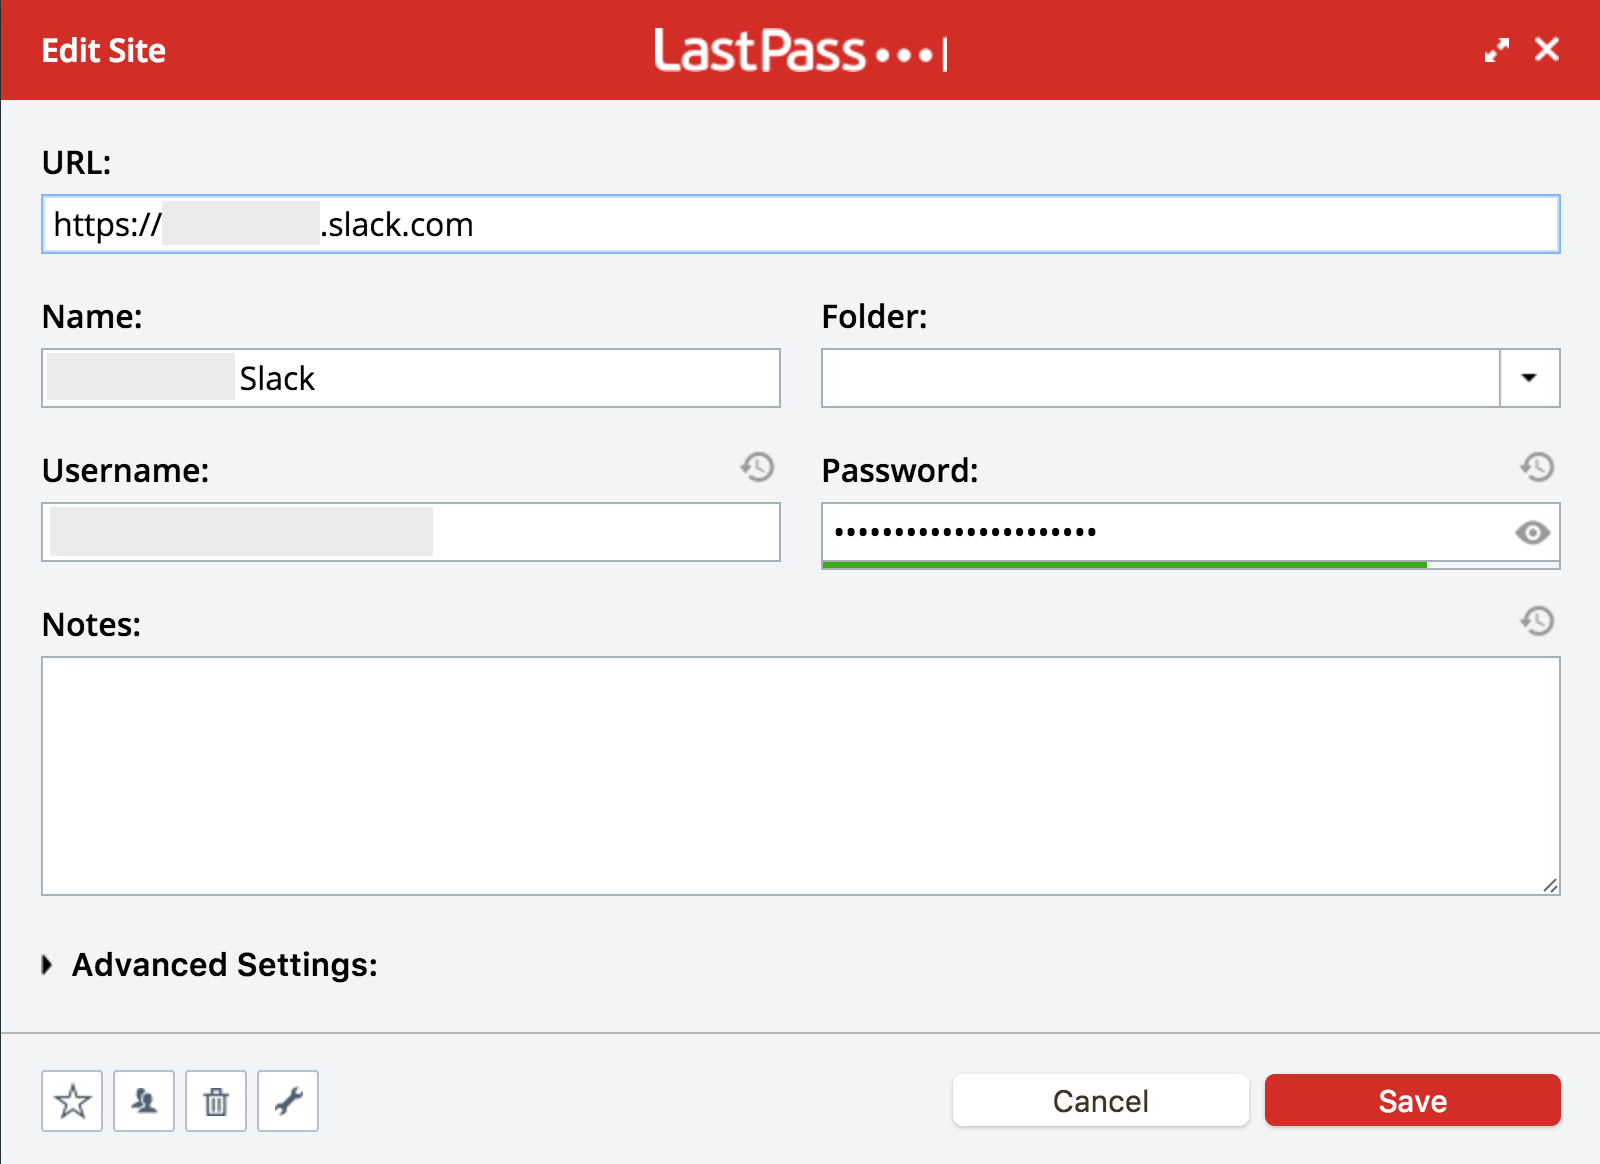 Edit Site
LastPass•••|
URL:
https:// .slack.com
Name:
Folder:
Slack
Username:
Password:
••••••••••••••••••••••
Notes:
Advanced Settings:
Cancel
Save